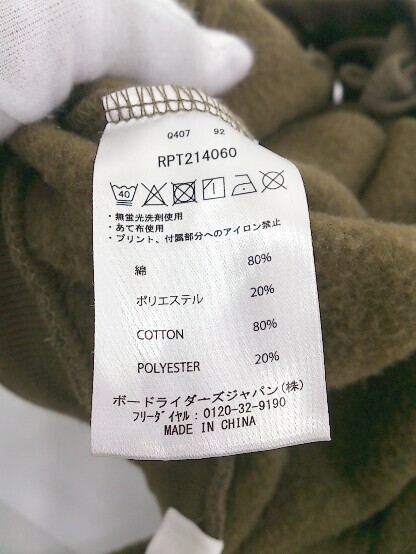 Q407 92
RPT214060
40
・無蛍光洗剤使用
・あて布使用
・プリント、付属部分へのアイロン禁止
綿 80%
ポリエステル 20%
COTTON 80%
POLYESTER 20%
ボードライダーズジャパン(株)
フリーダイヤル:0120-32-9190
MADE IN CHINA